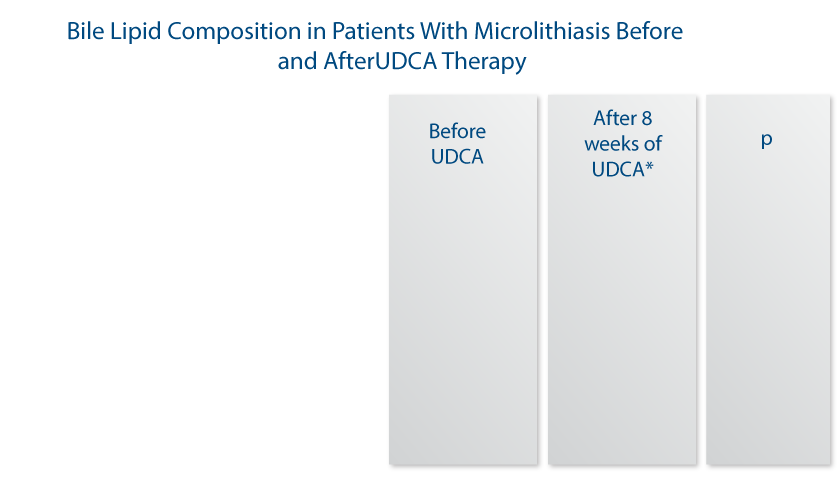 Bile Lipid Composition in Patients With Microlithiasis Before
and AfterUDCA Therapy
Before
UDCA
After 8
weeks of
UDCA*
p